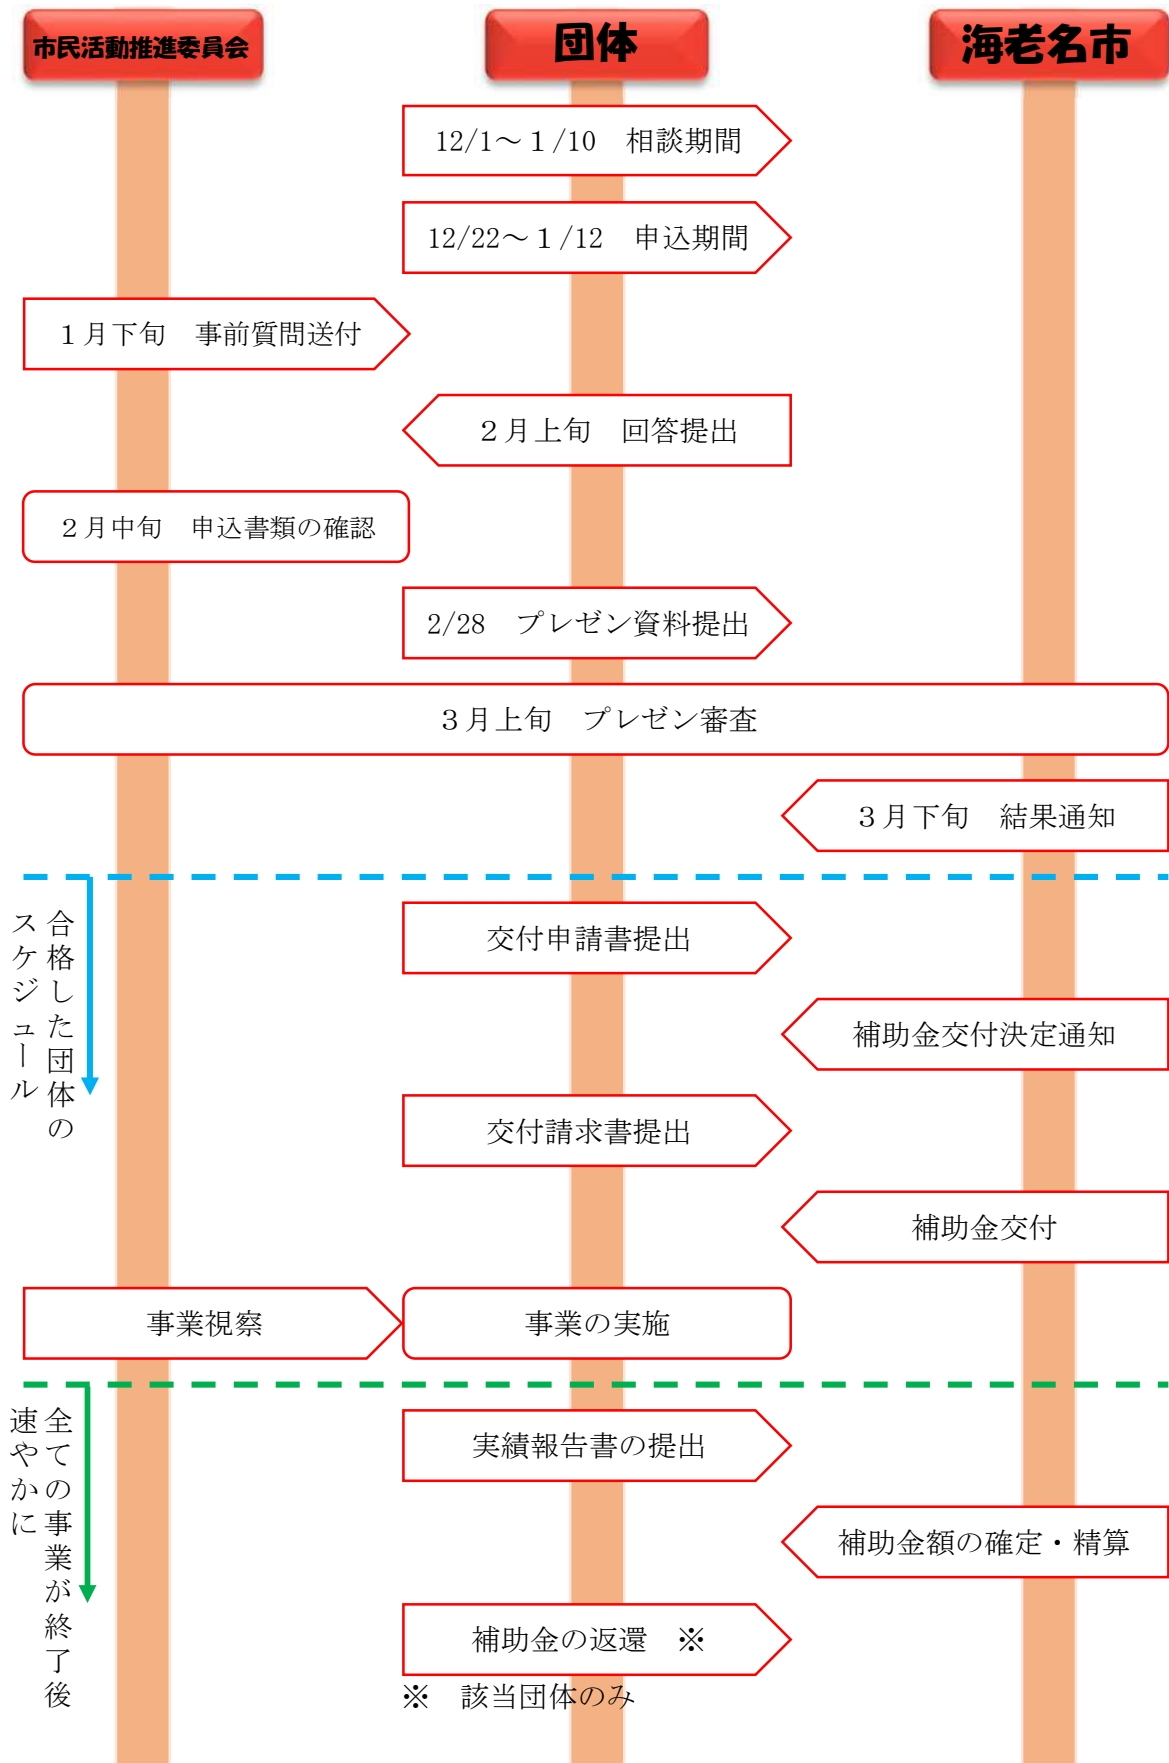 市民活動推進委員会
団体
海老名市
12/1～１/10　相談期間
12/22～１/12　申込期間
１月下旬　事前質問送付
２月上旬　回答提出
２月中旬　申込書類の確認
2/28　プレゼン資料提出
３月上旬　プレゼン審査
３月下旬　結果通知
合格した団体の
スケジュール
交付申請書提出
補助金交付決定通知
交付請求書提出
補助金交付
事業視察
事業の実施
全ての事業が終了後
速やかに
実績報告書の提出
補助金額の確定・精算
補助金の返還　※
※　該当団体のみ